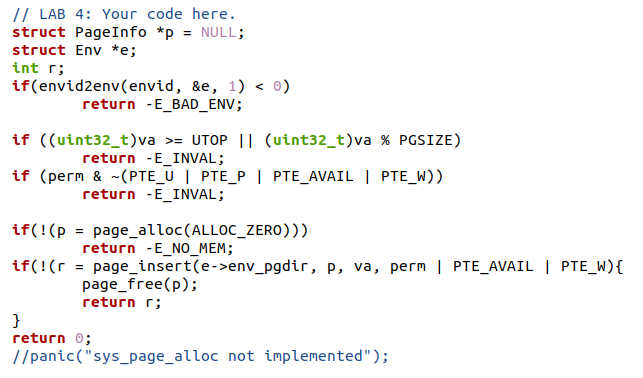 // LAB 4: Your code here.
struct PageInfo *p = NULL;
struct Env *e;
int r;
if(envid2env(envid, &e, 1) < 0)
        return -E_BAD_ENV;

if ((uint32_t)va >= UTOP || (uint32_t)va % PGSIZE)
        return -E_INVAL;
if (perm & ~(PTE_U | PTE_P | PTE_AVAIL | PTE_W))
        return -E_INVAL;

if(!(p = page_alloc(ALLOC_ZERO)))
        return -E_NO_MEM;
if(!(r = page_insert(e->env_pgdir, p, va, perm | PTE_AVAIL | PTE_W){
        page_free(p);
        return r;
}
return 0;
//panic("sys_page_alloc not implemented");